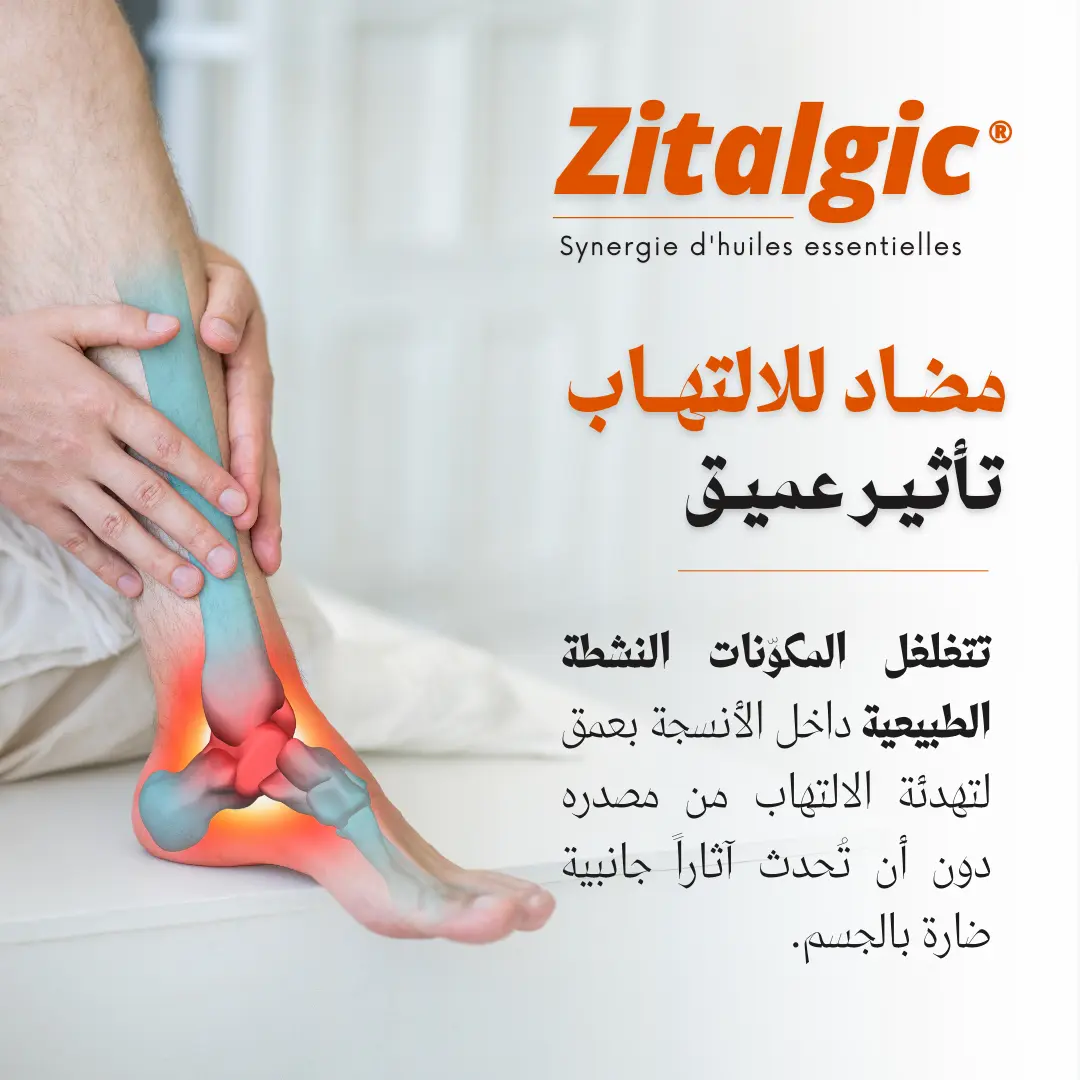 Zitalgic®
Synergie d'huiles essentielles
مضاد للالتهاب
تأثير عميق
تتغلغل المكوّنات النشطة
الطبيعية داخل الأنسجة بعمق
لتهدئة الالتهاب من مصدره
دون أن تُحدث آثاراً جانبية
ضارة بالجسم.